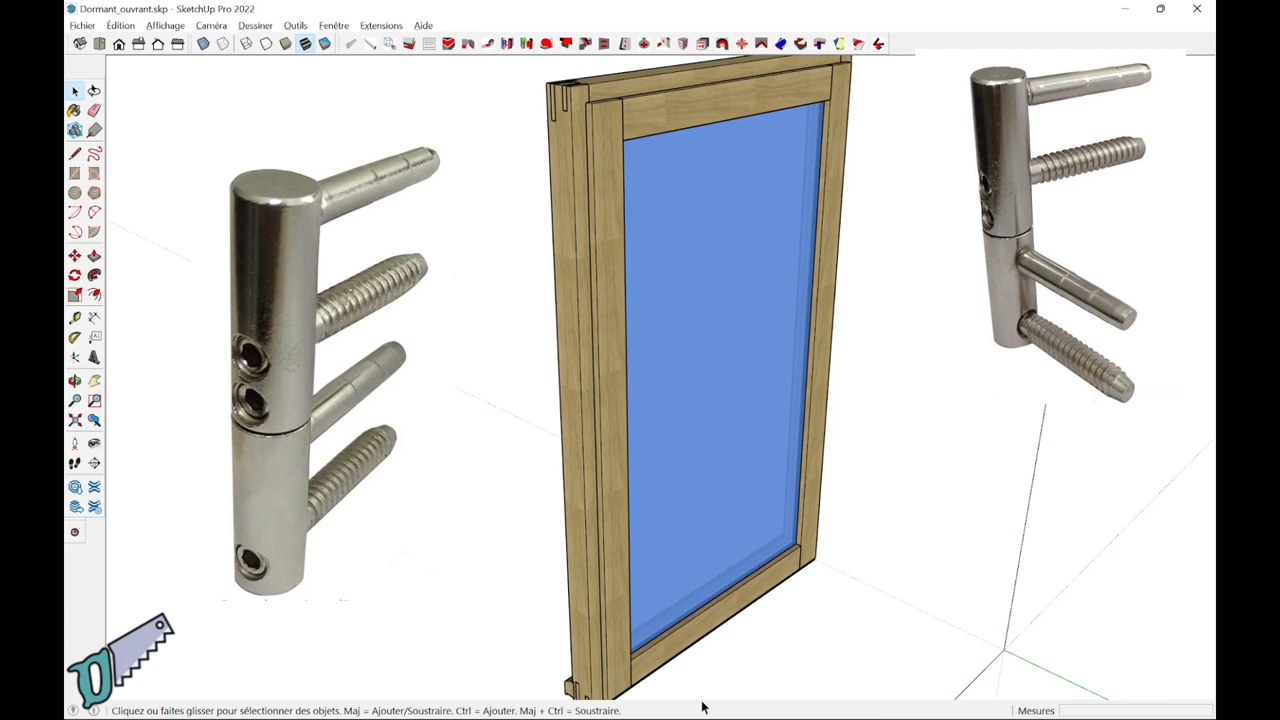 Dormant_ouvrant.skp - SketchUp Pro 2022
Fichier Édition Affichage Caméra Dessiner Outils Fenêtre Extensions Aide
Cliquez ou faites glisser pour sélectionner des objets. Maj = Ajouter/Soustraire. Ctrl = Ajouter. Maj + Ctrl = Soustraire.
Mesures